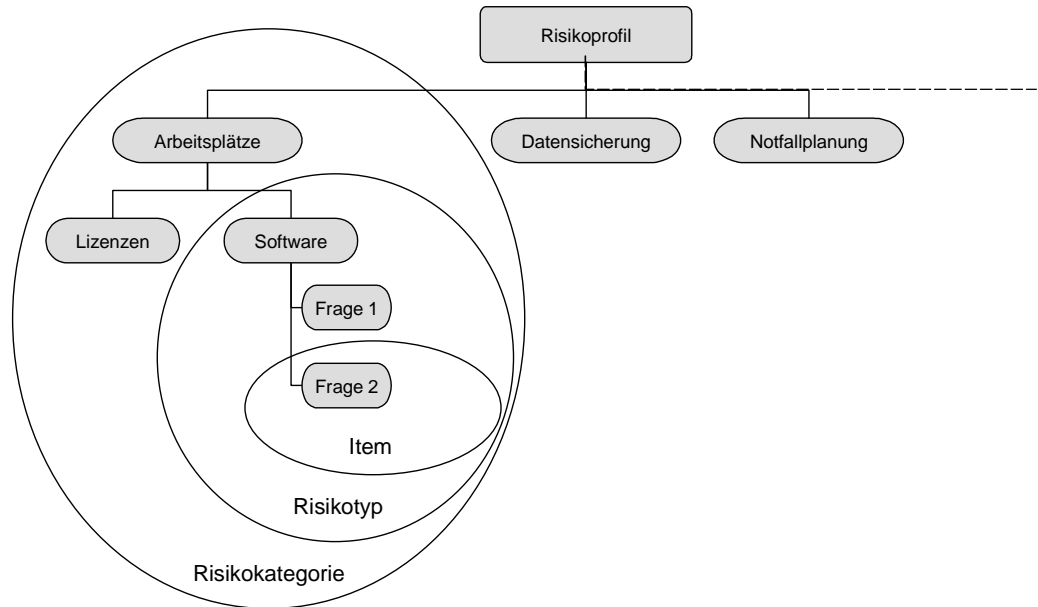 Risikoprofil
Arbeitsplätze
Datensicherung
Notfallplanung
Lizenzen
Software
Frage 1
Frage 2
Item
Risikotyp
Risikokategorie